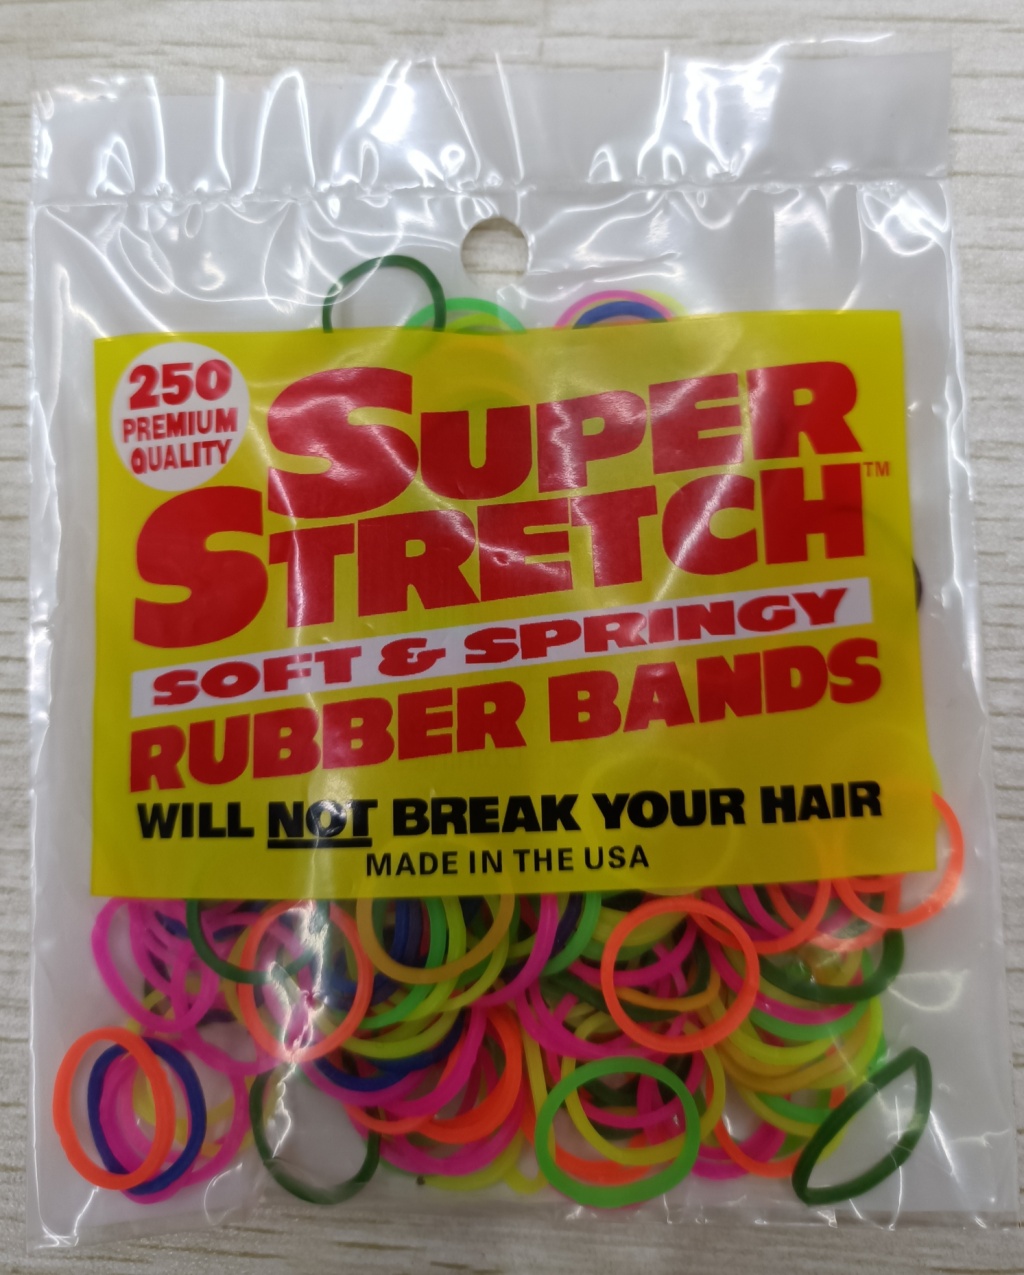 250
PREMIUM
QUALITY
SUPER
STRETCH™
SOFT & SPRINGY
RUBBER BANDS
WILL NOT BREAK YOUR HAIR
MADE IN THE USA